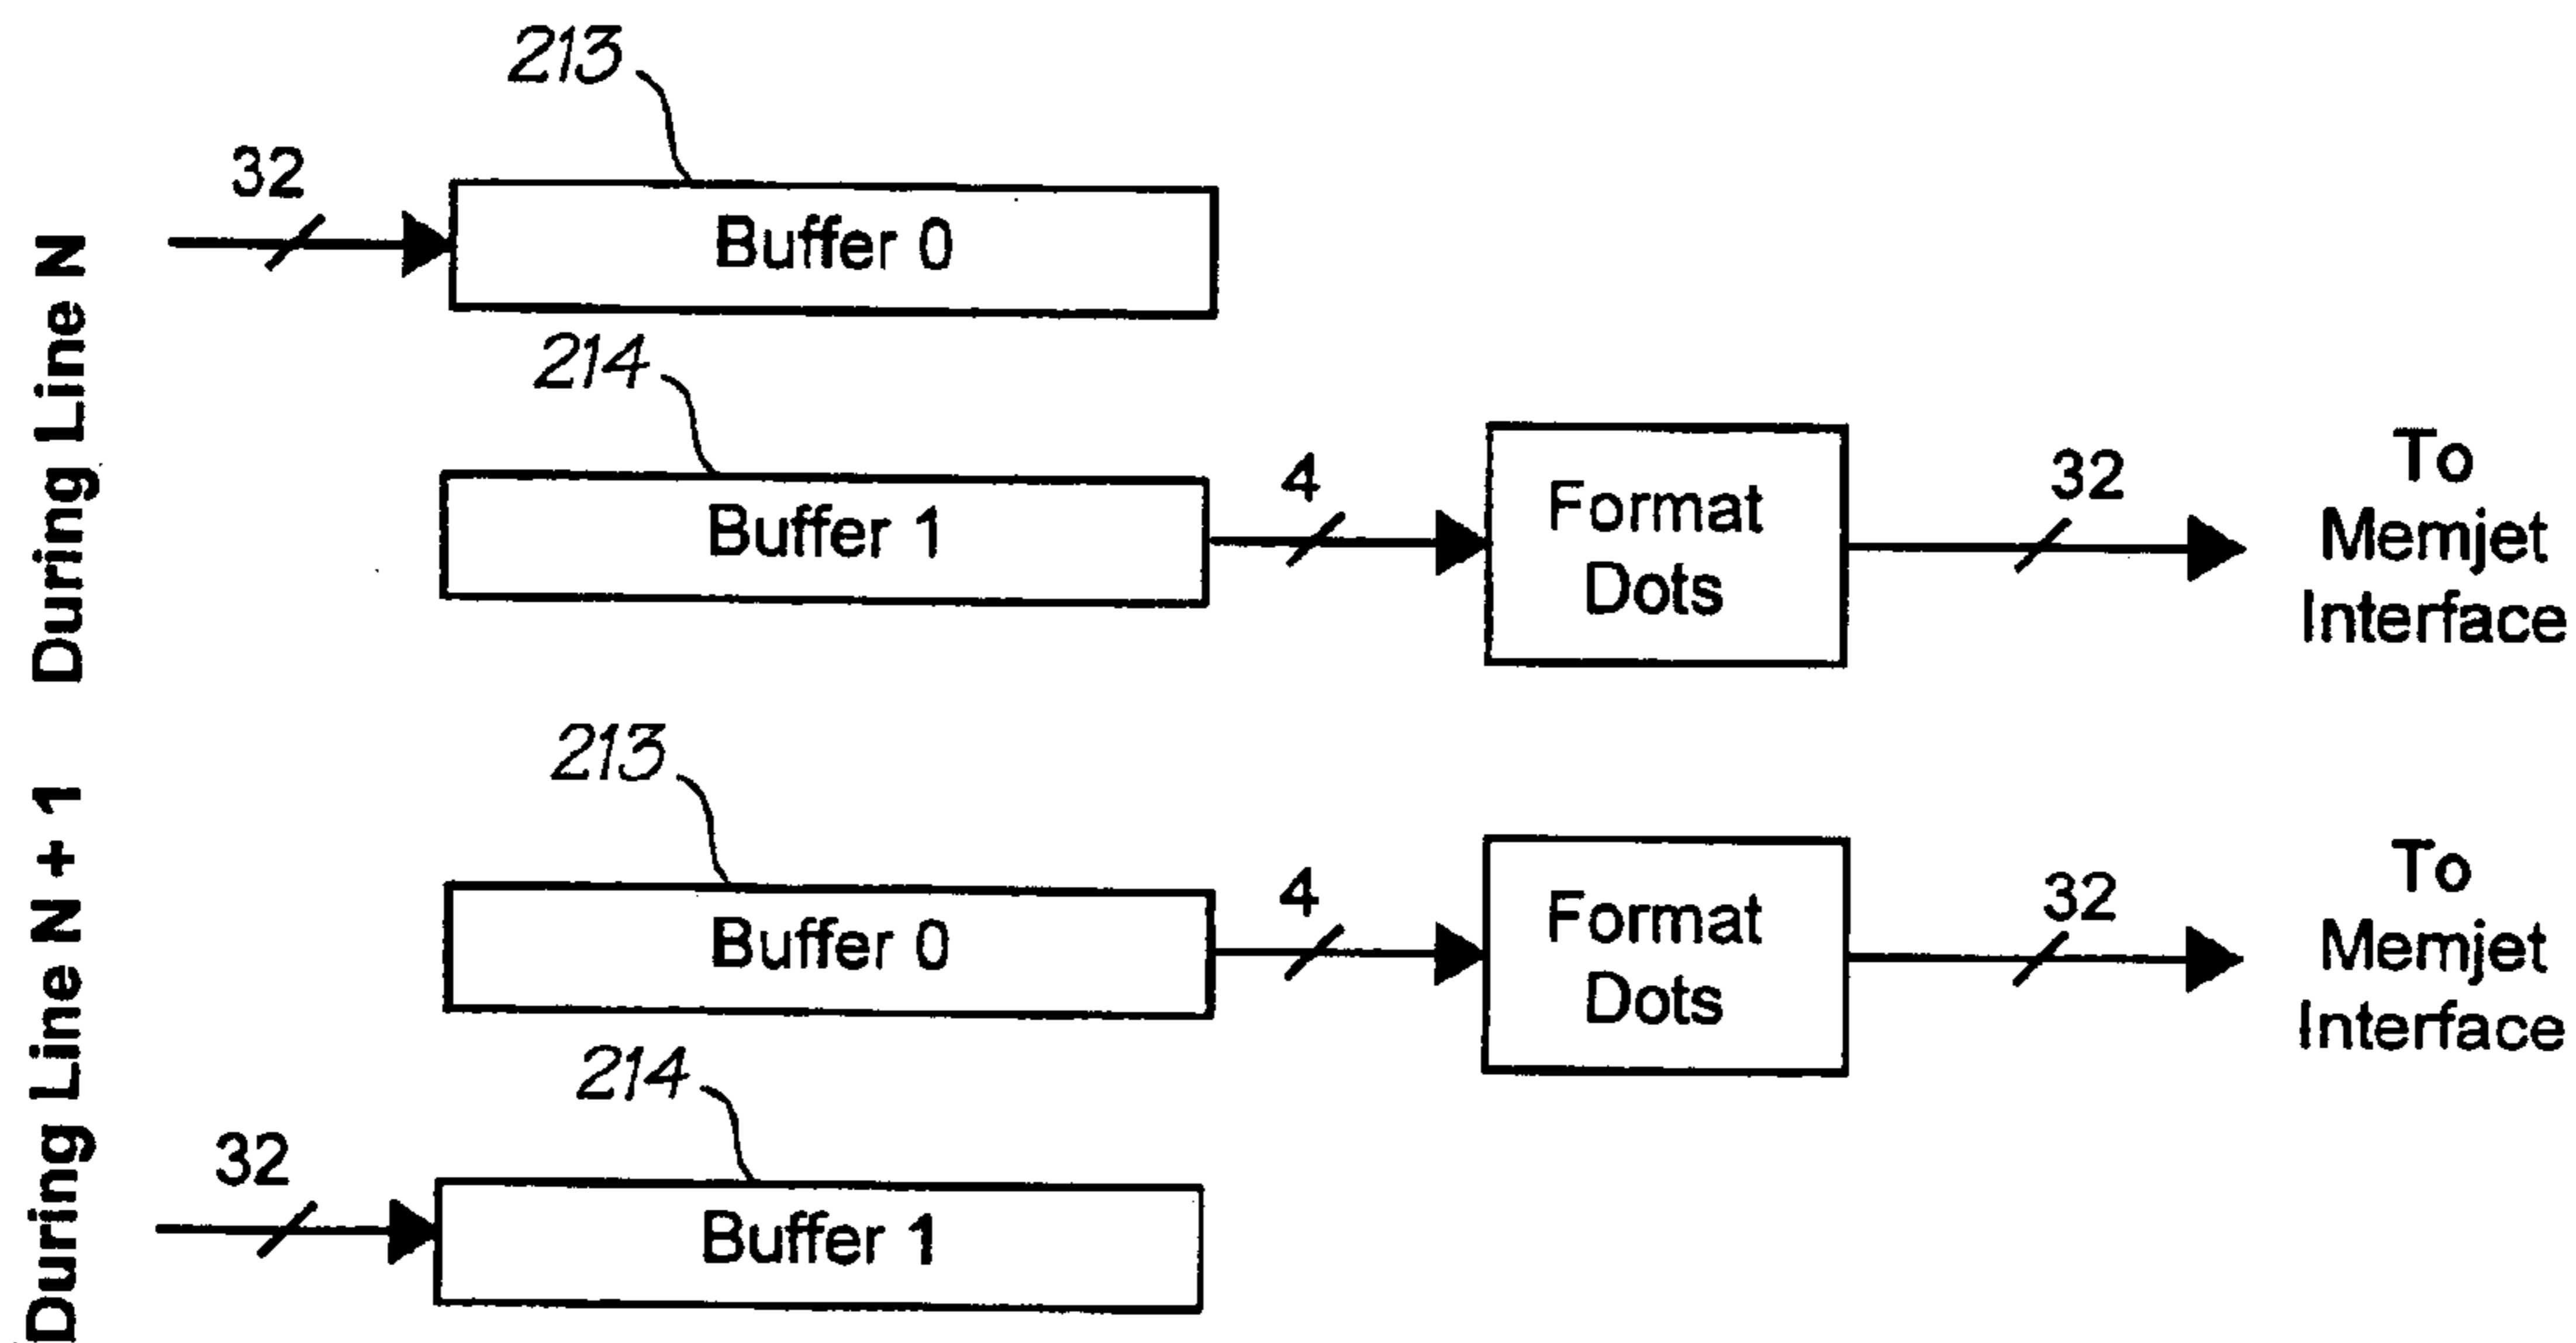 During Line N
213
32
Buffer 0
214
Buffer 1
4
Format
Dots
32
To
Memjet
Interface
During Line N + 1
213
Buffer 0
4
Format
Dots
32
To
Memjet
Interface
214
32
Buffer 1